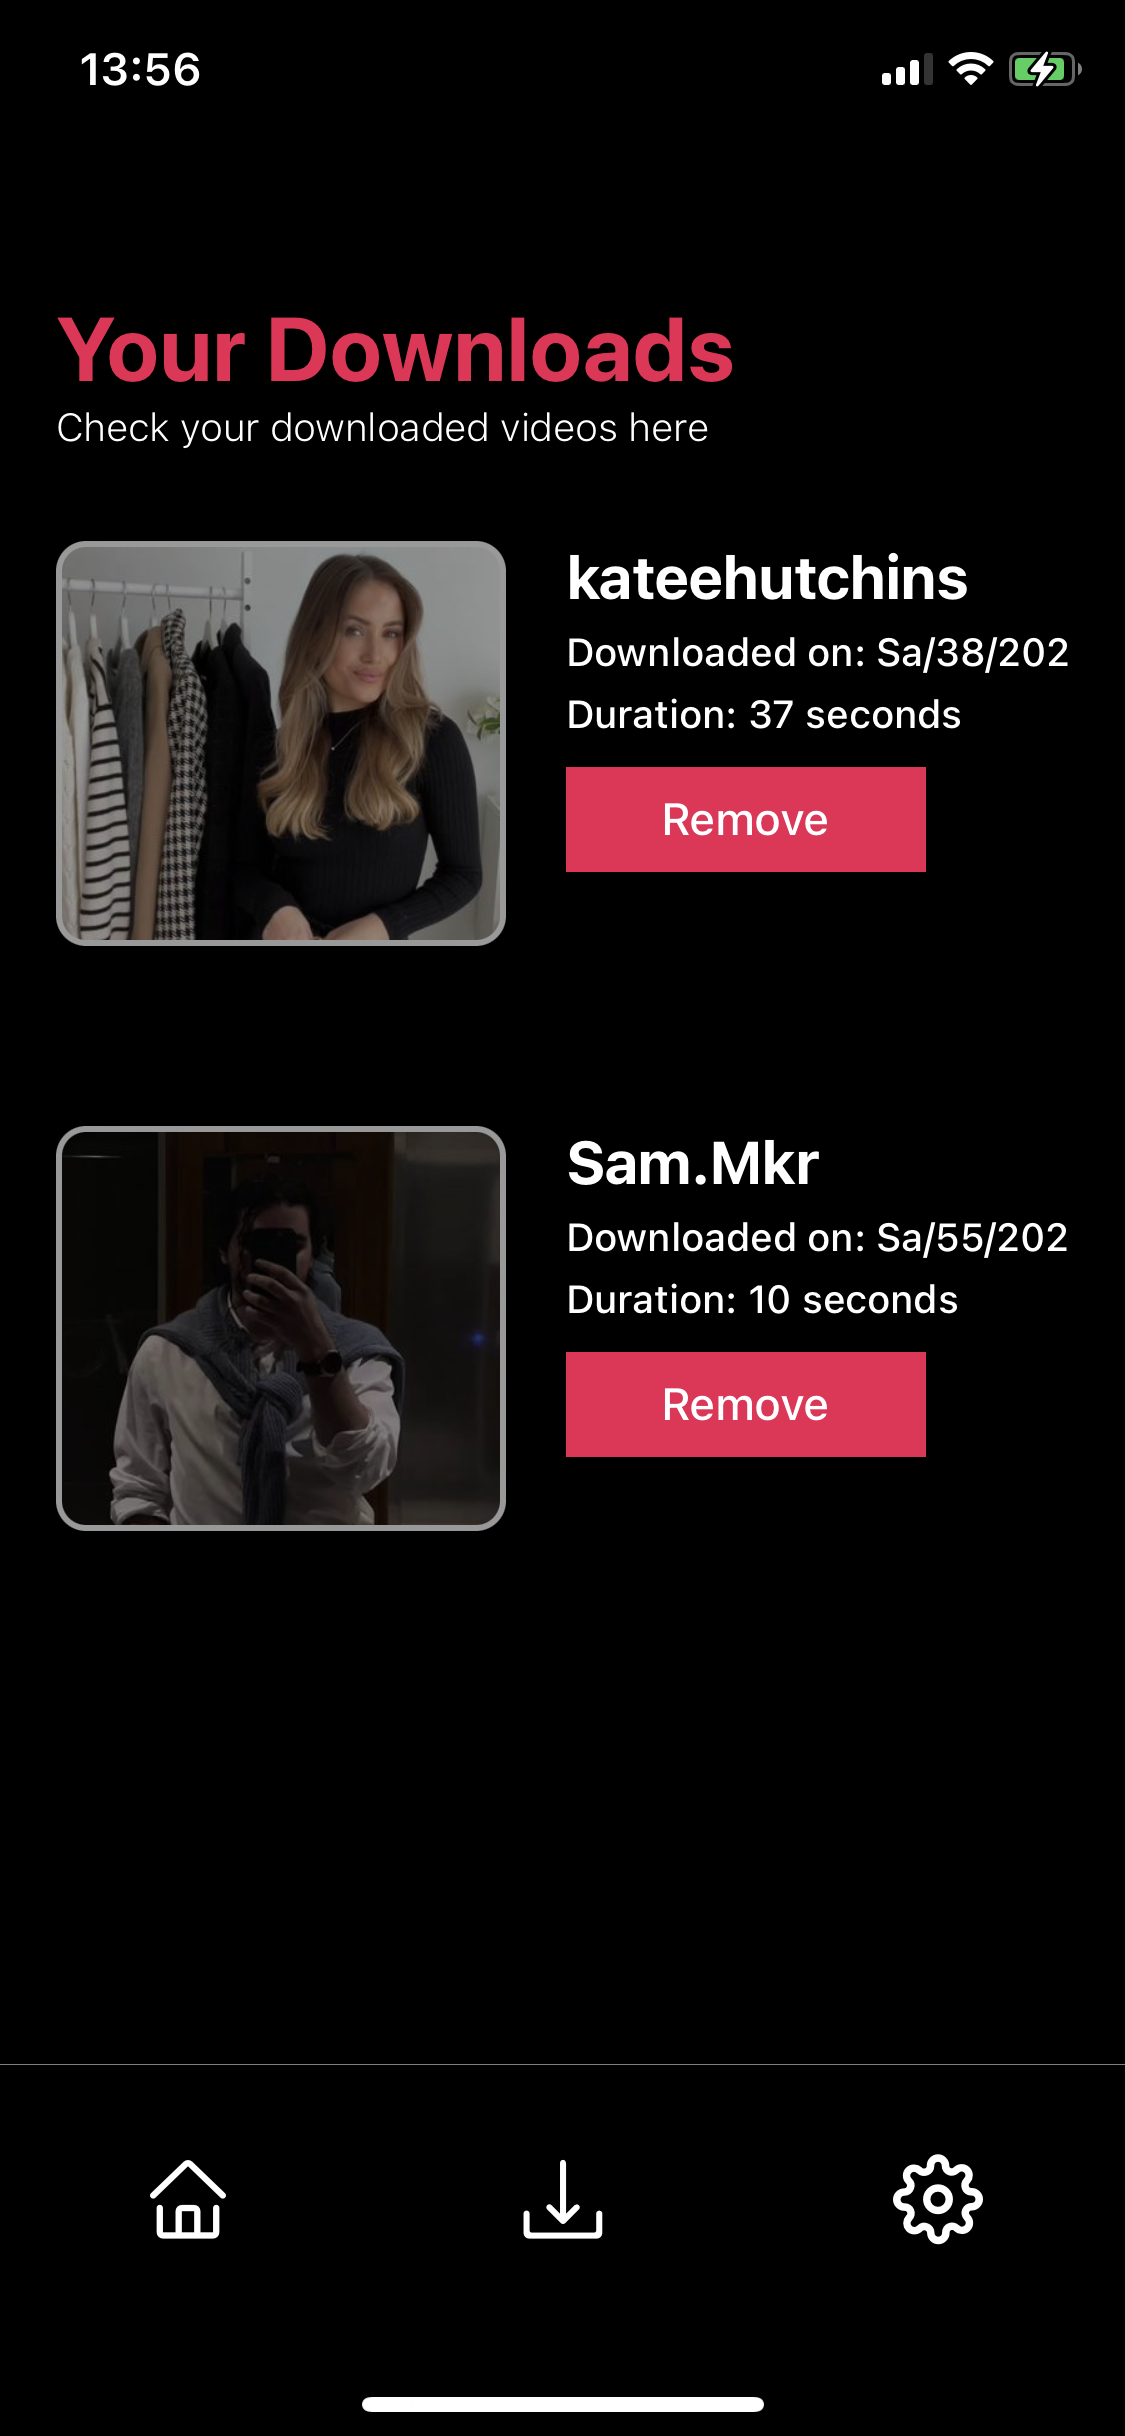 13:56
Your Downloads
Check your downloaded videos here
kateehutchins
Downloaded on: Sa/38/202
Duration: 37 seconds
Remove
Sam.Mkr
Downloaded on: Sa/55/202
Duration: 10 seconds
Remove